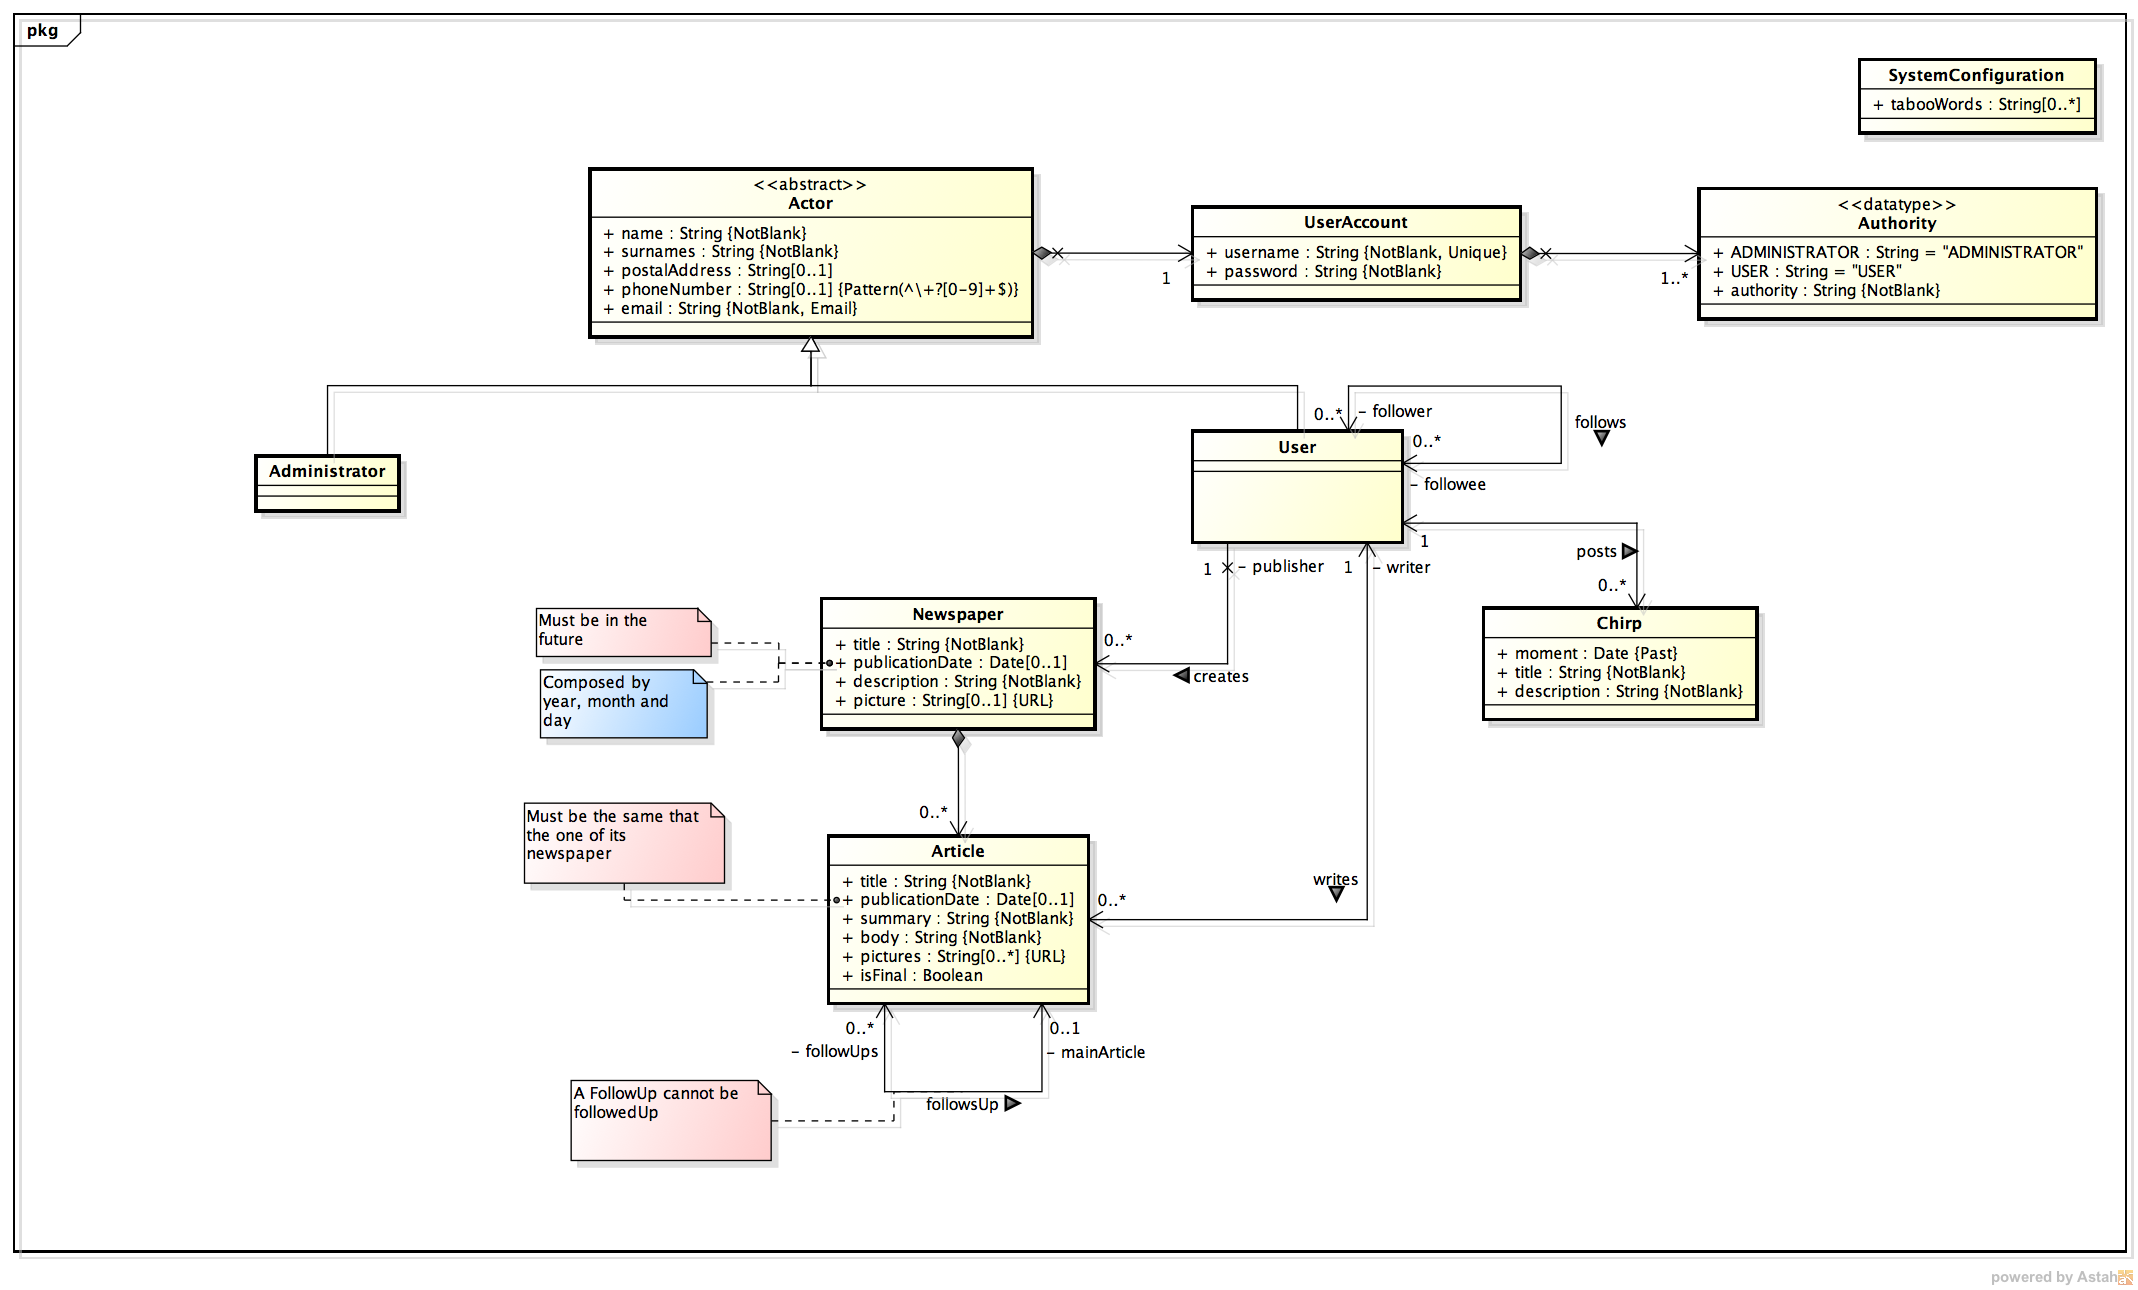 pkg
SystemConfiguration
+ tabooWords : String[0..*]
<<abstract>>
Actor
+ name : String {NotBlank}
+ surnames : String {NotBlank}
+ postalAddress : String[0..1]
+ phoneNumber : String[0..1] {Pattern(^\+?[0-9]+$)}
+ email : String {NotBlank, Email}
1
UserAccount
+ username : String {NotBlank, Unique}
+ password : String {NotBlank}
1..*
<<datatype>>
Authority
+ ADMINISTRATOR : String = "ADMINISTRATOR"
+ USER : String = "USER"
+ authority : String {NotBlank}
Administrator
User
0..*
- follower
follows
0..*
- followee
1
posts
0..*
1
- publisher
1
- writer
Chirp
+ moment : Date {Past}
+ title : String {NotBlank}
+ description : String {NotBlank}
Must be in the
future
Composed by
year, month and
day
Newspaper
+ title : String {NotBlank}
+ publicationDate : Date[0..1]
+ description : String {NotBlank}
+ picture : String[0..1] {URL}
0..*
creates
0..*
Must be the same that
the one of its
newspaper
Article
+ title : String {NotBlank}
+ publicationDate : Date[0..1]
+ summary : String {NotBlank}
+ body : String {NotBlank}
+ pictures : String[0..*] {URL}
+ isFinal : Boolean
0..*
writes
0..*
- followUps
0..1
- mainArticle
followsUp
A FollowUp cannot be
followedUp
powered by Astah